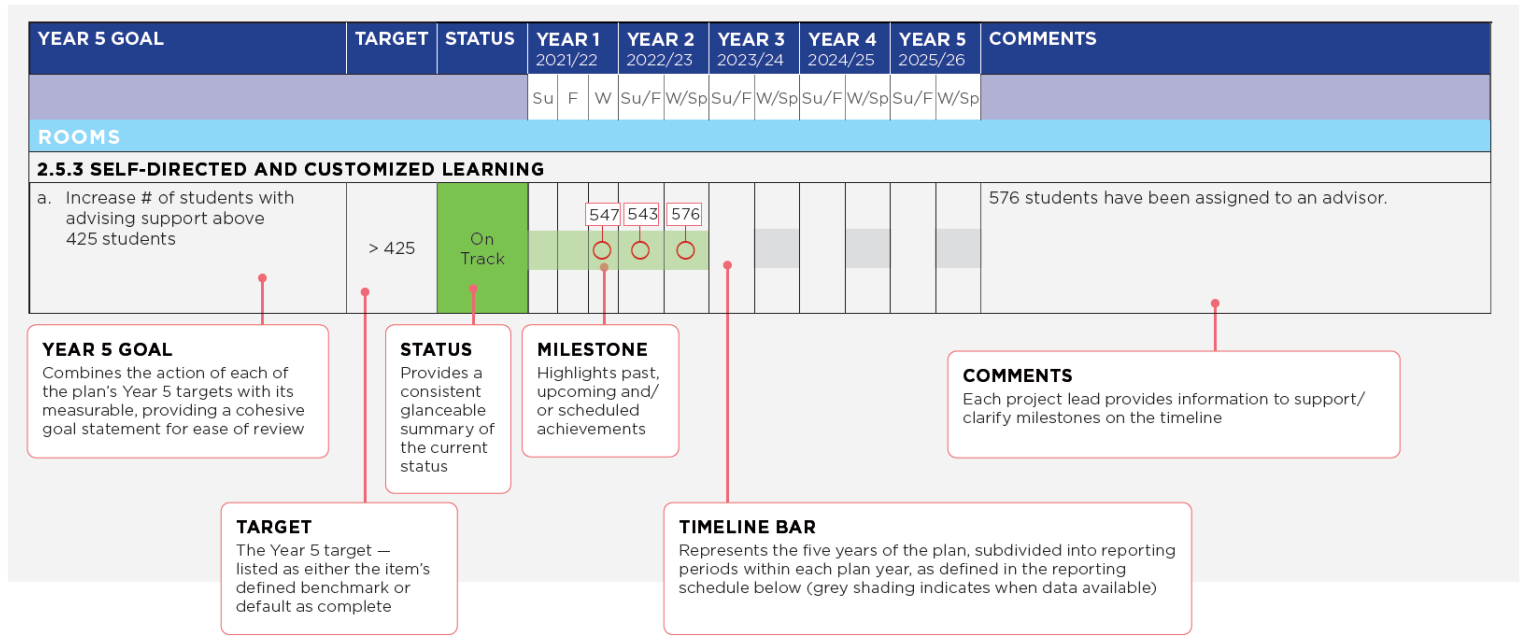 YEAR 5 GOAL TARGET STATUS YEAR 1 YEAR 2 YEAR 3 YEAR 4 YEAR 5 COMMENTS
2021/22 2022/23 2023/24 2024/25 2025/26
Su F W Su/F W/Sp Su/F W/Sp Su/F W/Sp Su/F W/Sp
ROOMS
2.5.3 SELF-DIRECTED AND CUSTOMIZED LEARNING
a. Increase # of students with
advising support above
425 students
> 425
On
Track
547 543 576
576 students have been assigned to an advisor.
YEAR 5 GOAL
Combines the action of each of
the plan's Year 5 targets with its
measurable, providing a cohesive
goal statement for ease of review
STATUS
Provides a
consistent
glanceable
summary of
the current
status
MILESTONE
Highlights past,
upcoming and/
or scheduled
achievements
COMMENTS
Each project lead provides information to support/
clarify milestones on the timeline
TARGET
The Year 5 target —
listed as either the item's
defined benchmark or
default as complete
TIMELINE BAR
Represents the five years of the plan, subdivided into reporting
periods within each plan year, as defined in the reporting
schedule below (grey shading indicates when data available)